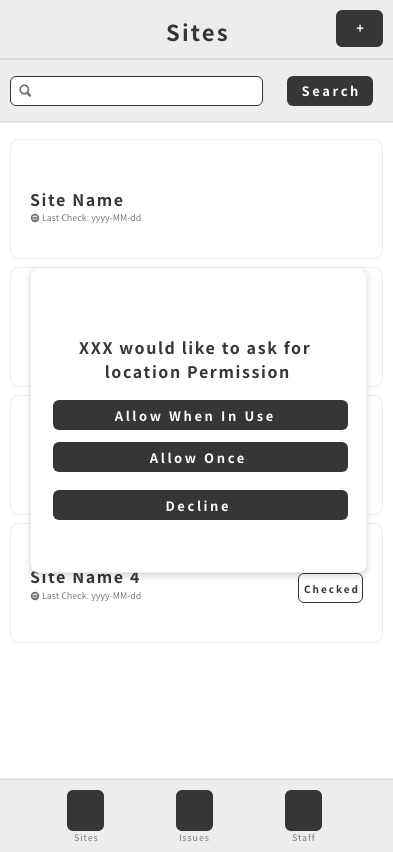 Sites
+
Search
Site Name
Last Check: yyyy-MM-dd
XXX would like to ask for
location Permission
Allow When In Use
Allow Once
Decline
Site Name 4
Last Check: yyyy-MM-dd
Checked
Sites
Issues
Staff